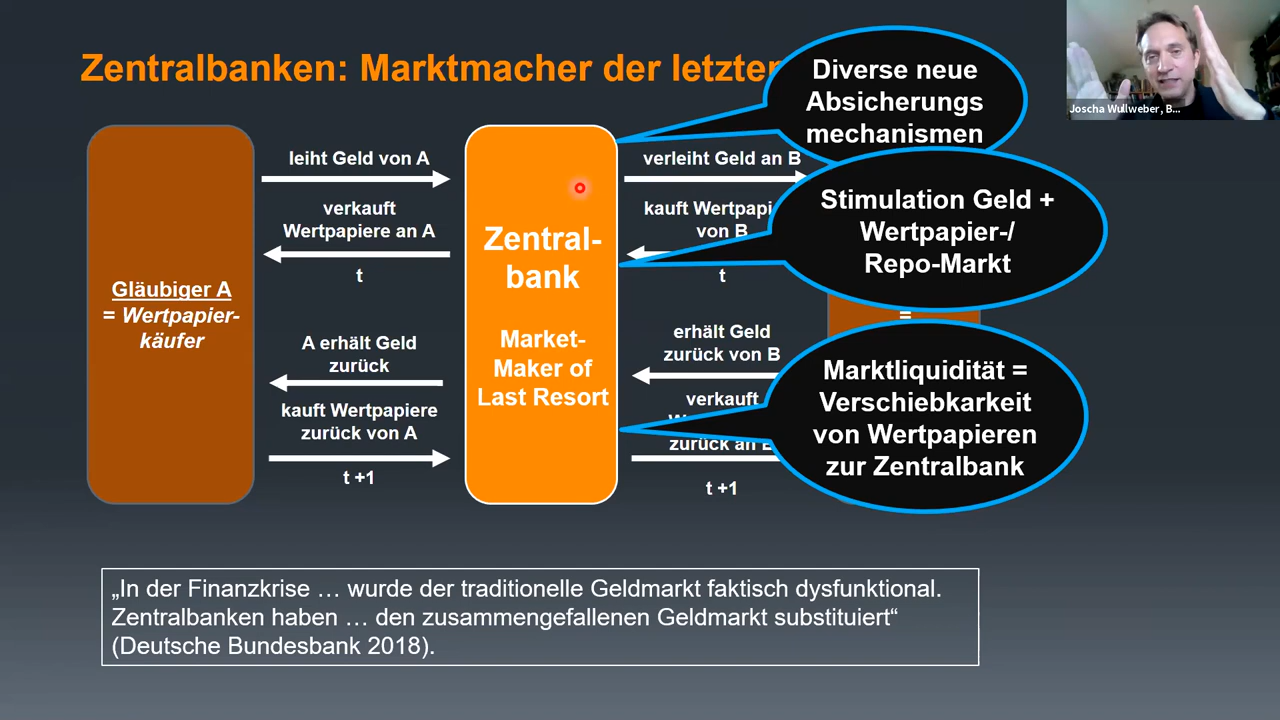 Zentralbanken: Marktmacher der letzten
Diverse neue
Absicherungs
mechanismen
Joscha Wullweber, B...
leiht Geld von A
verkauft
Wertpapiere an A
t
Gläubiger A
= Wertpapier-
käufer
A erhält Geld
zurück
kauft Wertpapiere
zurück von A
t +1
Zentral-
bank
Market-
Maker of
Last Resort
verleiht Geld an B
kauft Wertpapi
von B
t
erhält Geld
zurück von B
verkauft
zurück an B
t +1
Stimulation Geld +
Wertpapier-/
Repo-Markt
=
Marktliquidität =
Verschiebkarkeit
von Wertpapieren
zur Zentralbank
„In der Finanzkrise … wurde der traditionelle Geldmarkt faktisch dysfunktional.
Zentralbanken haben … den zusammengefallenen Geldmarkt substituiert“
(Deutsche Bundesbank 2018).